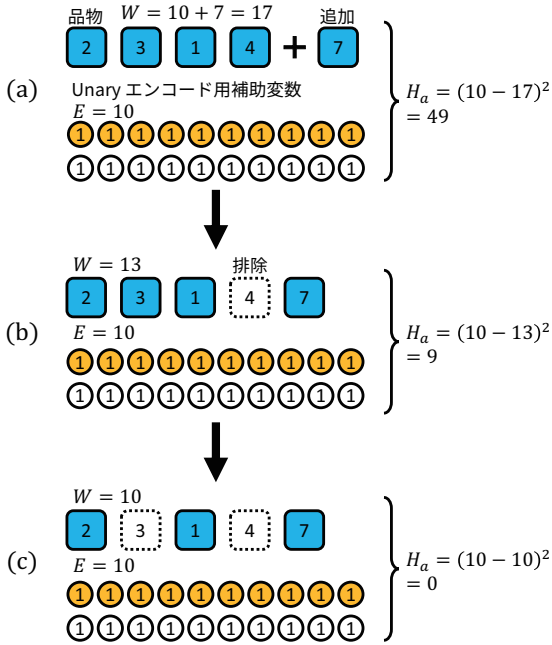 品物 W = 10 + 7 = 17 追加
2 3 1 4 + 7
(a)
Unary エンコード用補助変数
E = 10
1 1 1 1 1 1 1 1 1 1
1 1 1 1 1 1 1 1 1 1
H_a = (10 − 17)²
= 49
W = 13 排除
2 3 1 4 7
(b)
E = 10
1 1 1 1 1 1 1 1 1 1
1 1 1 1 1 1 1 1 1 1
H_a = (10 − 13)²
= 9
W = 10
2 3 1 4 7
(c)
E = 10
1 1 1 1 1 1 1 1 1 1
1 1 1 1 1 1 1 1 1 1
H_a = (10 − 10)²
= 0